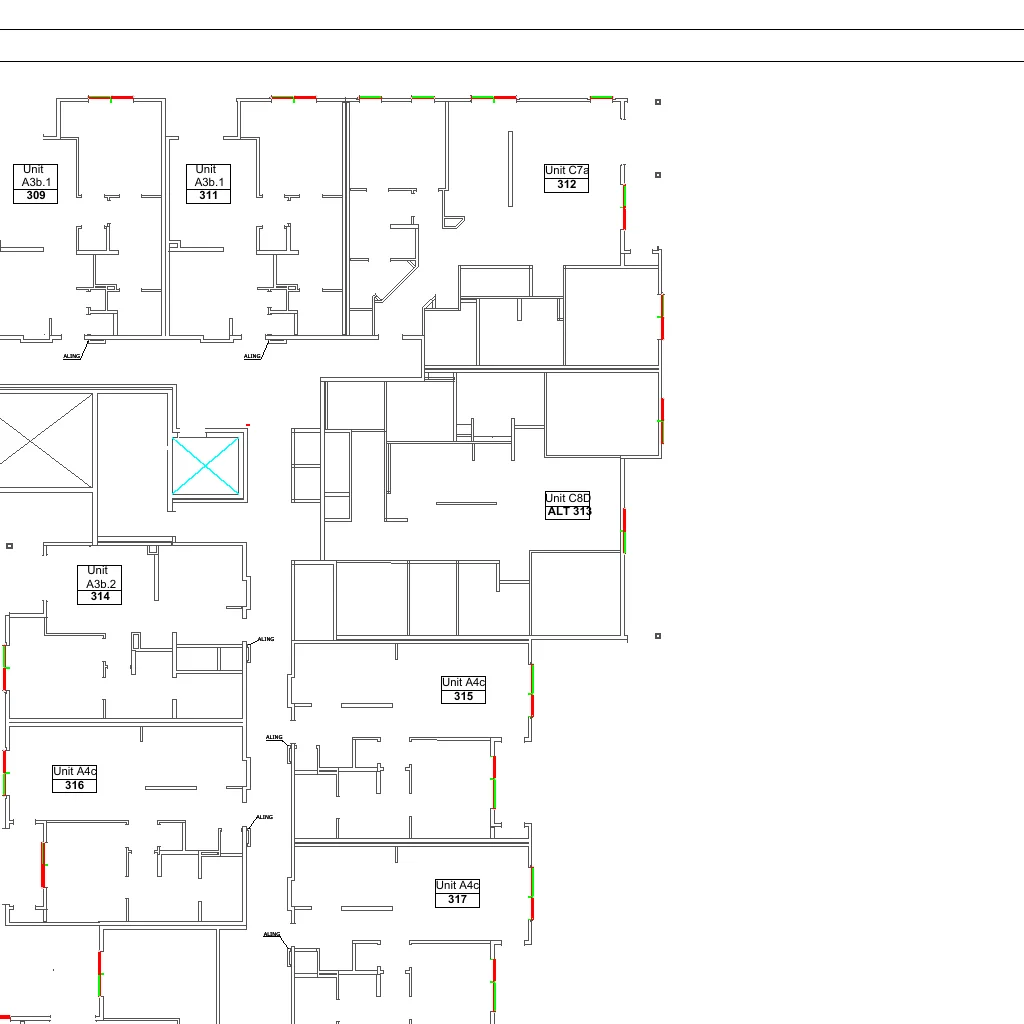 Unit
A3b.1
309
Unit
A3b.1
311
Unit C7a
312
ALING
ALING
Unit C8D
ALT 313
Unit
A3b.2
314
ALING
Unit A4c
315
ALING
Unit A4c
316
ALING
Unit A4c
317
ALING